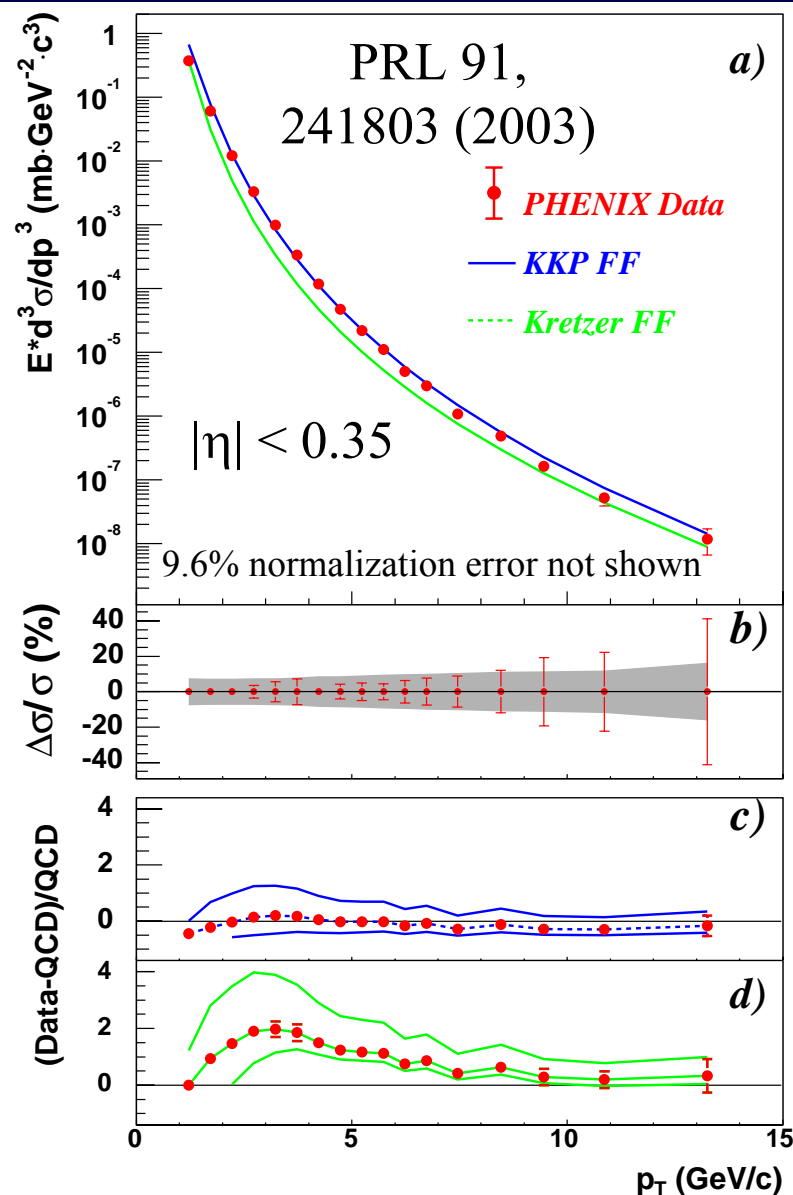 E*d³σ/dp³ (mb·GeV⁻²·c³)
1
10⁻¹
10⁻²
10⁻³
10⁻⁴
10⁻⁵
10⁻⁶
10⁻⁷
10⁻⁸
a)
PRL 91,
241803 (2003)
PHENIX Data
KKP FF
Kretzer FF
|η| < 0.35
9.6% normalization error not shown
Δσ/σ (%)
40
20
0
-20
-40
b)
(Data-QCD)/QCD
4
2
0
c)
4
2
0
d)
0
5
10
15
p_T (GeV/c)